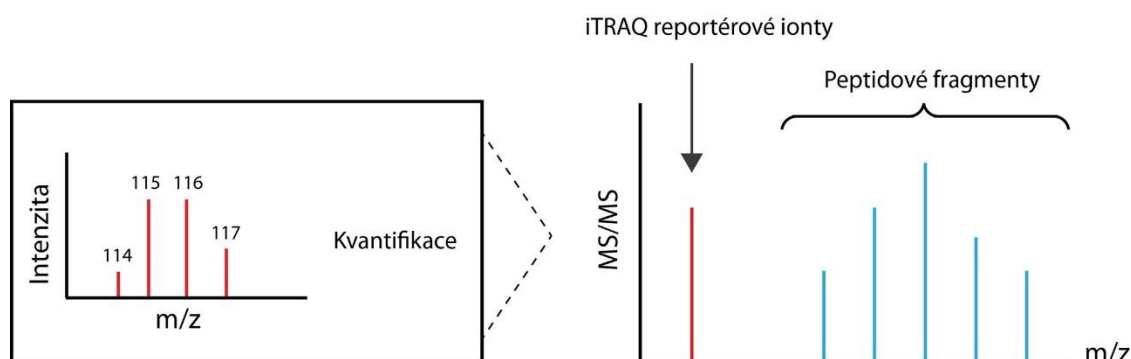 iTRAQ reportérové ionty
Peptidové fragmenty
Intenzita
114
115
116
117
m/z
Kvantifikace
MS/MS
m/z